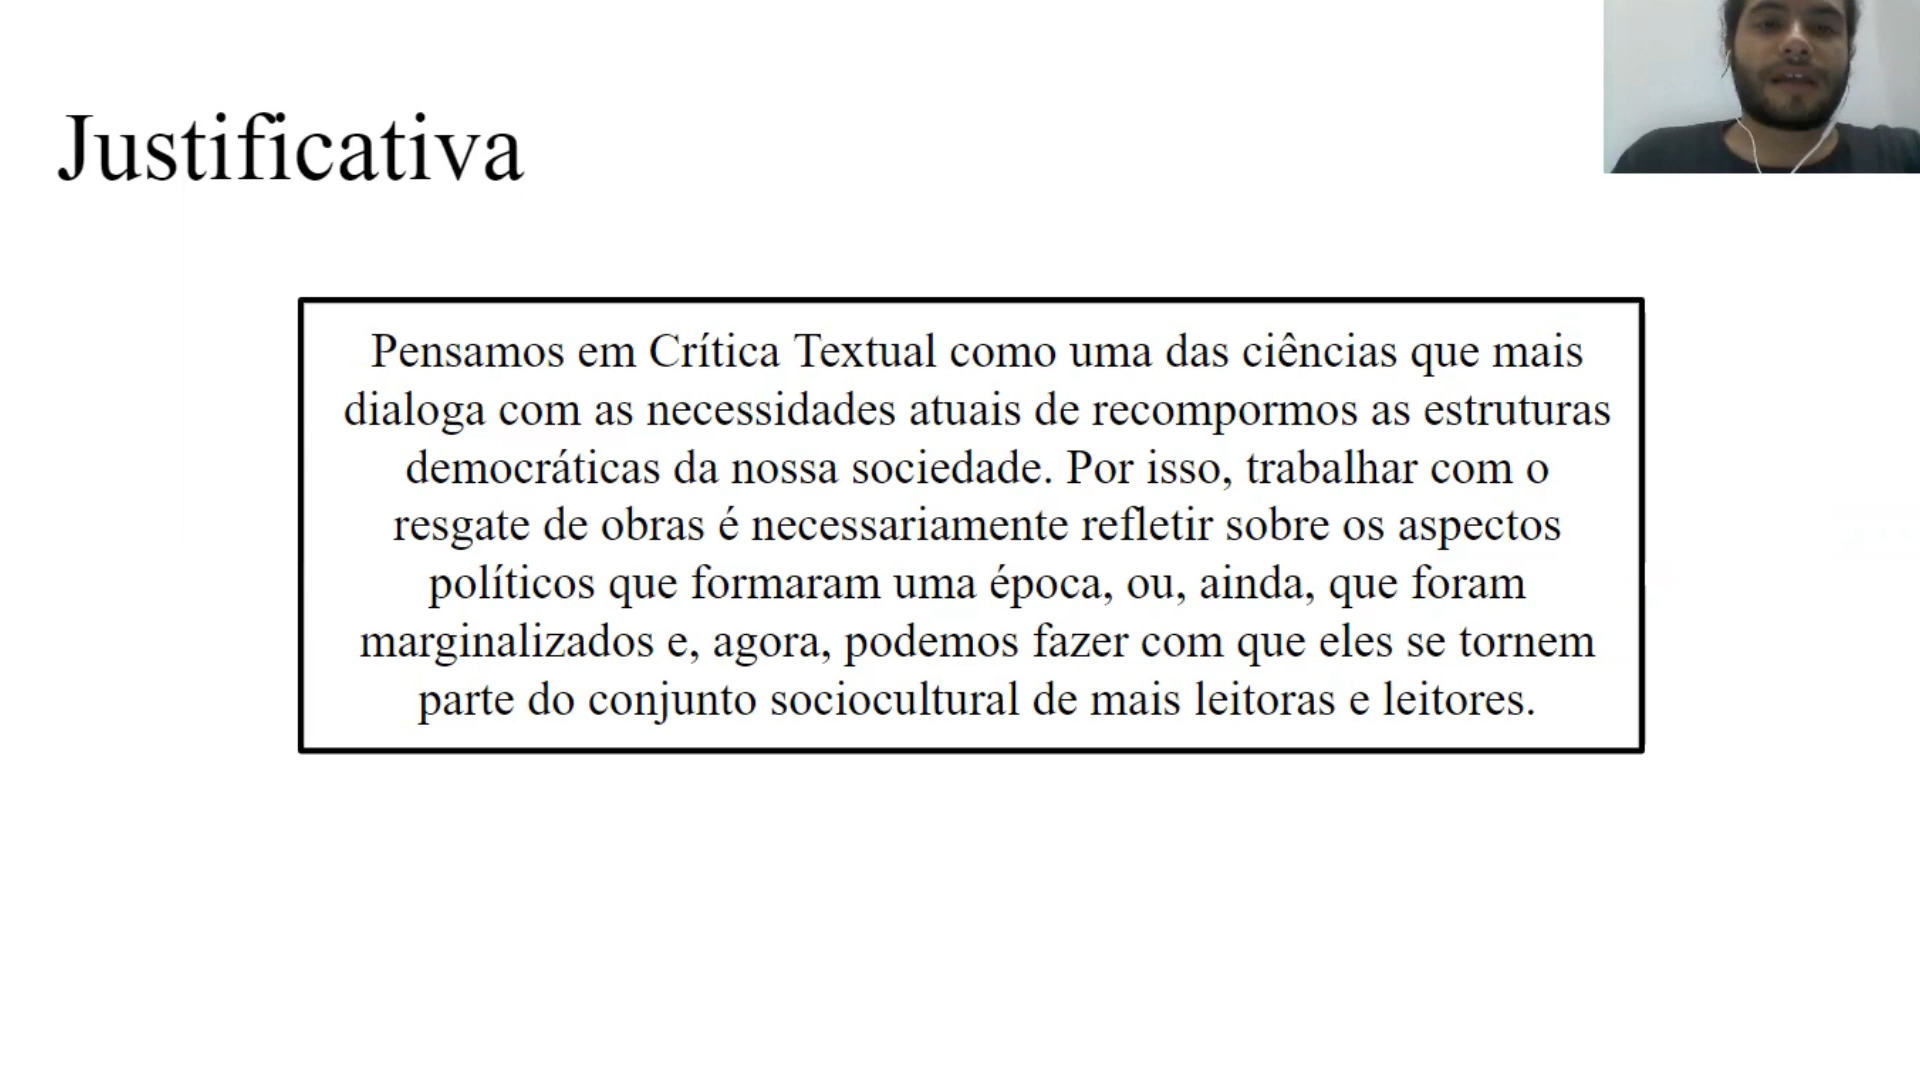 Justificativa
Pensamos em Crítica Textual como uma das ciências que mais
dialoga com as necessidades atuais de recompormos as estruturas
democráticas da nossa sociedade. Por isso, trabalhar com o
resgate de obras é necessariamente refletir sobre os aspectos
políticos que formaram uma época, ou, ainda, que foram
marginalizados e, agora, podemos fazer com que eles se tornem
parte do conjunto sociocultural de mais leitoras e leitores.